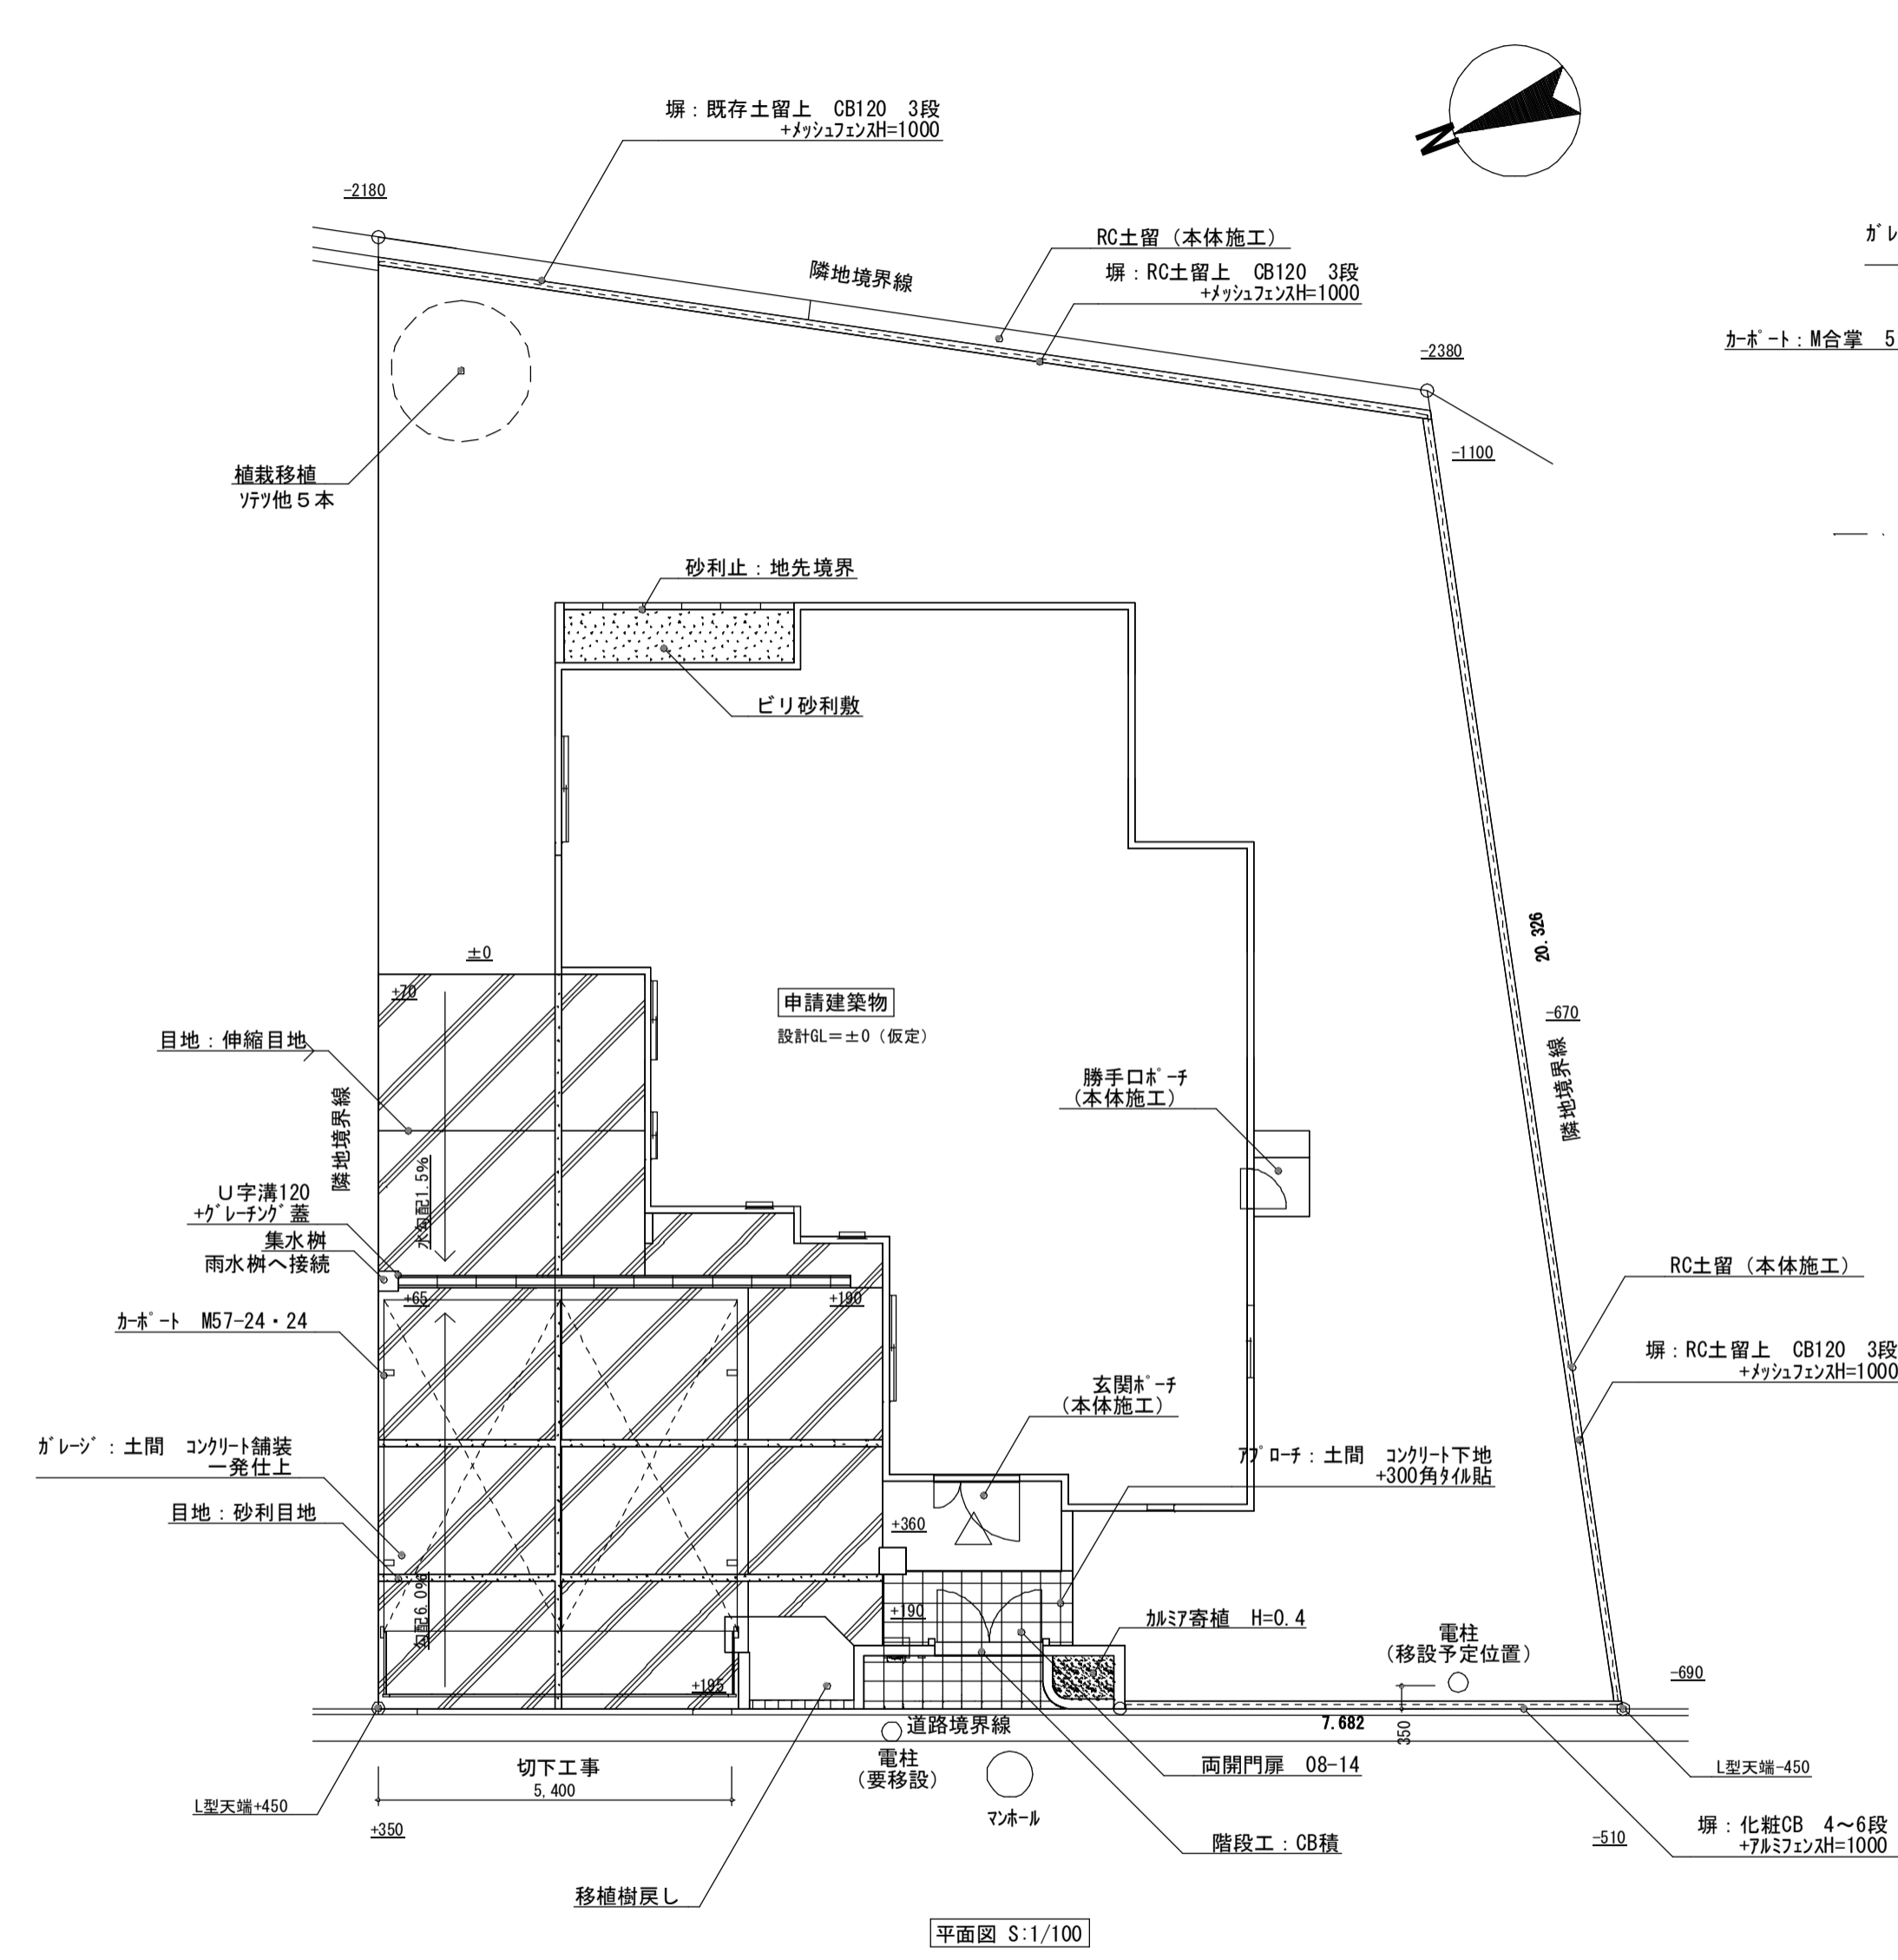 塀：既存土留上　CB120　3段
+ﾒｯｼｭﾌｪﾝｽH=1000
N
-2180
RC土留（本体施工）
隣地境界線
塀：RC土留上　CB120　3段
+ﾒｯｼｭﾌｪﾝｽH=1000
ｶﾞﾚ
ｶｰﾎﾟｰﾄ：M合掌　5
-2380
-1100
植栽移植
ｿﾃﾂ他５本
砂利止：地先境界
ビリ砂利敷
20.326
±0
+70
申請建築物
設計GL＝±0（仮定）
-670
隣地境界線
目地：伸縮目地
勝手口ﾎﾟｰﾁ
（本体施工）
隣地境界線
水勾配1.5%
Ｕ字溝120
+ｸﾞﾚｰﾁﾝｸﾞ蓋
集水桝
雨水桝へ接続
RC土留（本体施工）
+65
+190
ｶｰﾎﾟｰﾄ　M57-24・24
塀：RC土留上　CB120　3段
+ﾒｯｼｭﾌｪﾝｽH=1000
玄関ﾎﾟｰﾁ
（本体施工）
ｶﾞﾚｰｼﾞ：土間　ｺﾝｸﾘｰﾄ舗装
一発仕上
ｱﾌﾟﾛｰﾁ：土間　ｺﾝｸﾘｰﾄ下地
+300角ﾀｲﾙ貼
目地：砂利目地
+360
勾配6.0%
+190
ｶﾙﾐｱ寄植　H=0.4
電柱
（移設予定位置）
-690
+195
道路境界線
7.682
350
電柱
（要移設）
両開門扉　08-14
L型天端-450
切下工事
5,400
L型天端+450
ﾏﾝﾎｰﾙ
+350
階段工：CB積
-510
塀：化粧CB　4～6段
+ｱﾙﾐﾌｪﾝｽH=1000
移植樹戻し
平面図 S:1/100